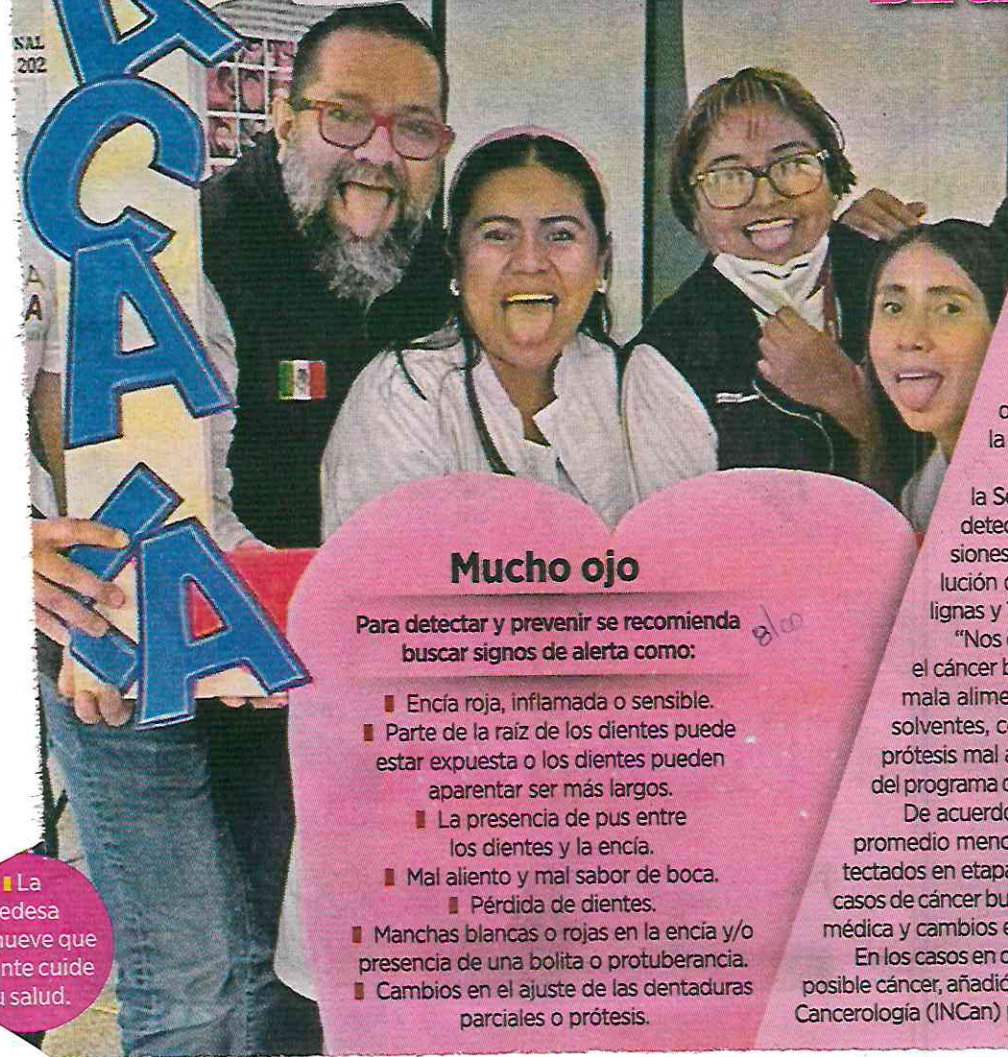 NAL
202
ACAÍA
A
A
Mucho ojo
Para detectar y prevenir se recomienda
buscar signos de alerta como:
8/00
Encía roja, inflamada o sensible.
Parte de la raíz de los dientes puede
estar expuesta o los dientes pueden
aparentar ser más largos.
La presencia de pus entre
los dientes y la encía.
Mal aliento y mal sabor de boca.
Pérdida de dientes.
Manchas blancas o rojas en la encía y/o
presencia de una bolita o protuberancia.
Cambios en el ajuste de las dentaduras
parciales o prótesis.
La
edesa
ueve que
nte cuide
u salud.
la
la Se
detec
siones
lución
lignas y
“Nos
el cáncer b
mala alime
solventes, c
prótesis mal
del programa
De acuerdo
promedio meno
tectados en etapa
casos de cáncer bu
médica y cambios e
En los casos en
posible cáncer, añadió
Cancerología (INCan)